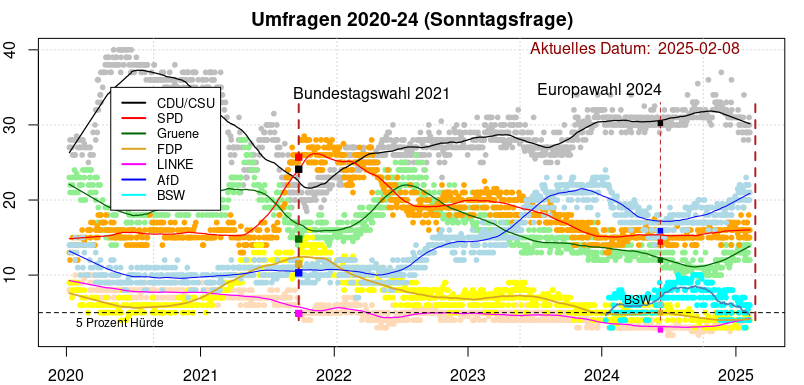 Umfragen 2020-24 (Sonntagsfrage)
Aktuelles Datum: 2025-02-08
Bundestagswahl 2021
Europawahl 2024
CDU/CSU
SPD
Gruene
FDP
LINKE
AfD
BSW
40
30
20
10
BSW
5 Prozent Hürde
2020 2021 2022 2023 2024 2025